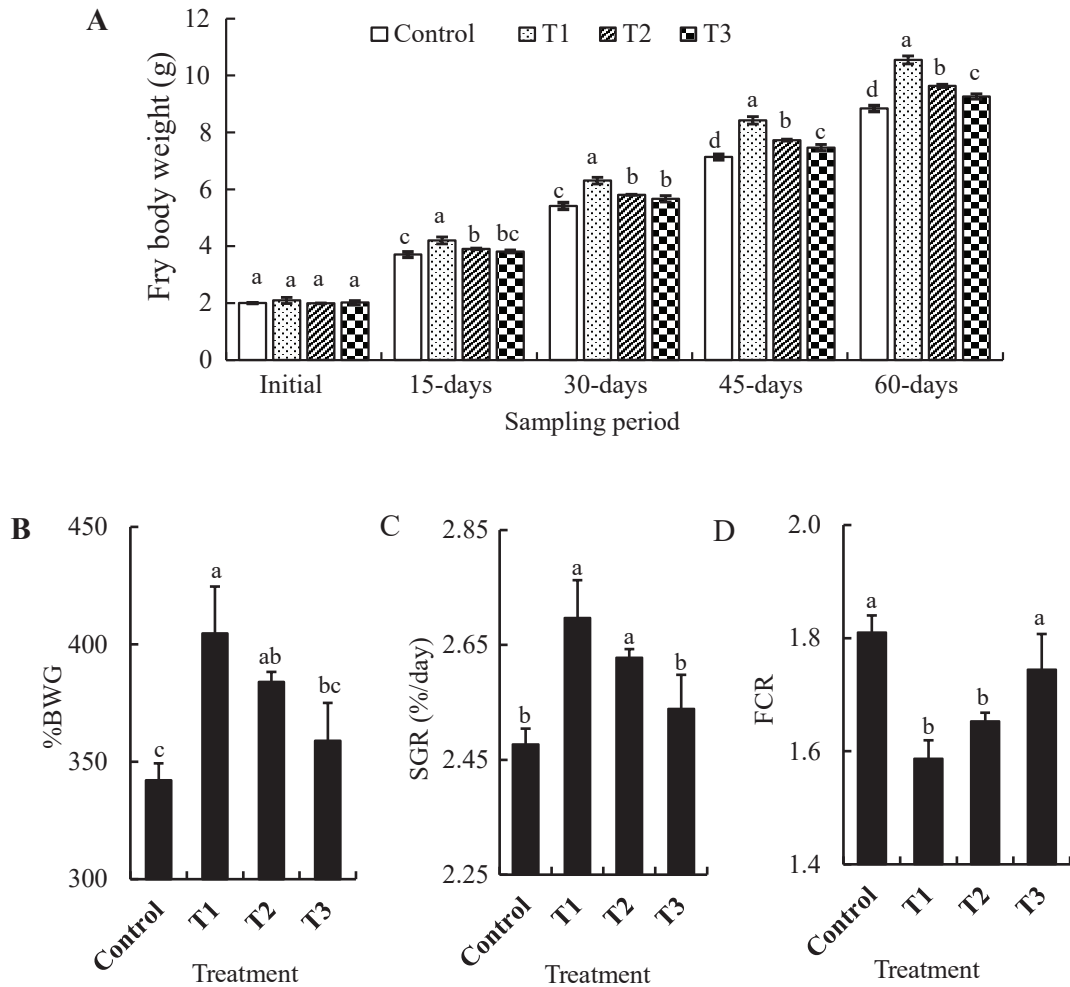 A
Control T1 T2 T3
Fry body weight (g)
12
10
8
6
4
2
0
a a a a
c a b bc
c a b b
d a b c
d a b c
Initial 15-days 30-days 45-days 60-days
Sampling period
B
%BWG
450
400
350
300
c a ab bc
Control T1 T2 T3
Treatment
C
SGR (%/day)
2.85
2.65
2.45
2.25
b a a b
Control T1 T2 T3
Treatment
D
FCR
2.0
1.8
1.6
1.4
a b b a
Control T1 T2 T3
Treatment